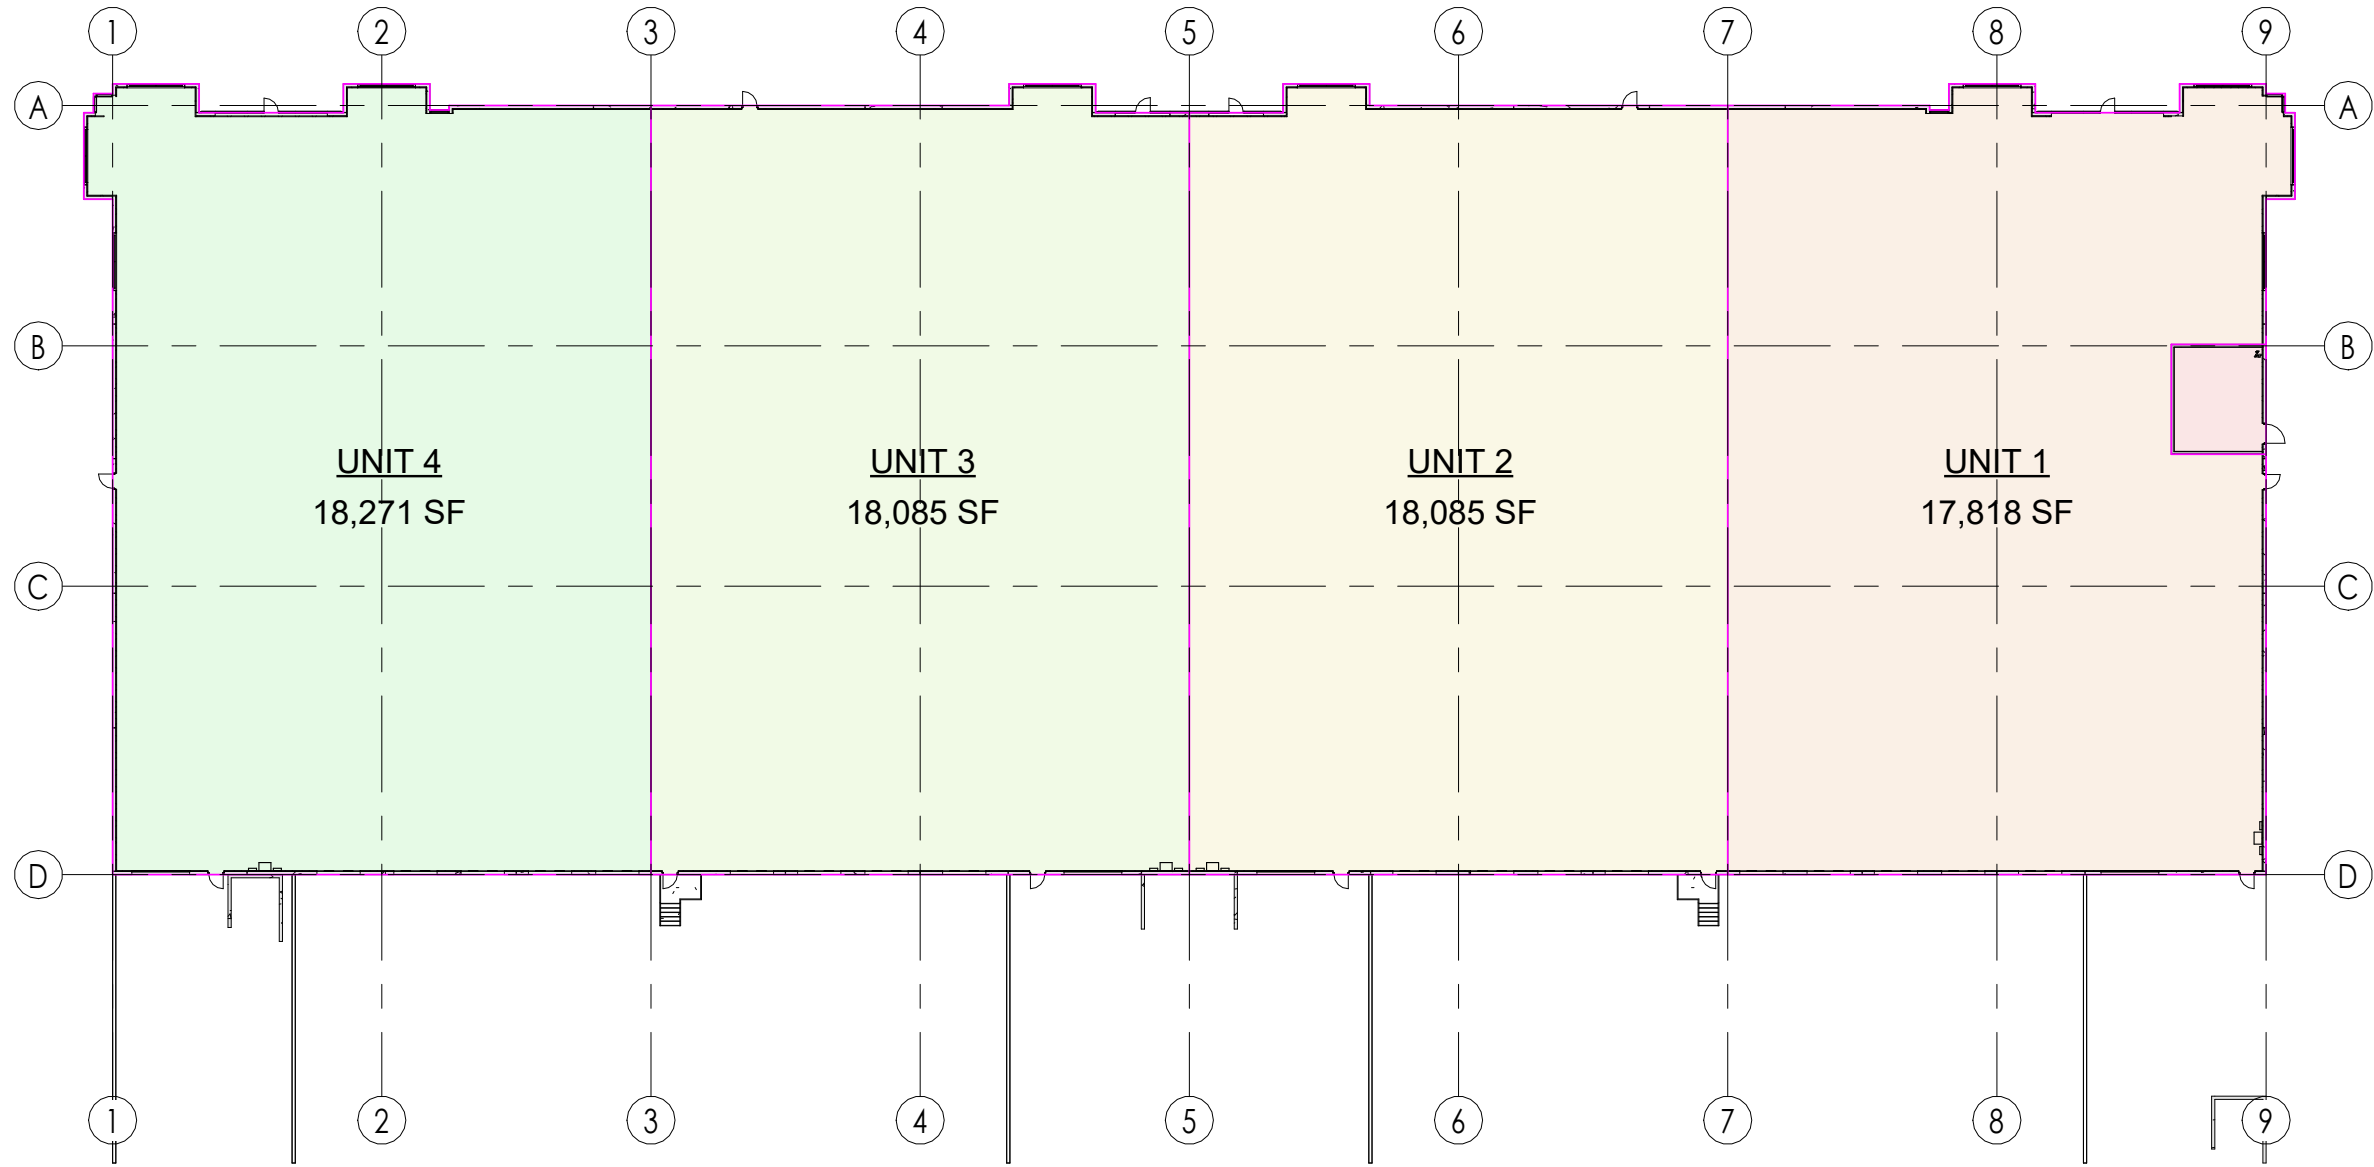 1 2 3 4 5 6 7 8 9
A A
B B
UNIT 4 UNIT 3 UNIT 2 UNIT 1
18,271 SF 18,085 SF 18,085 SF 17,818 SF
C C
D D
1 2 3 4 5 6 7 8 9